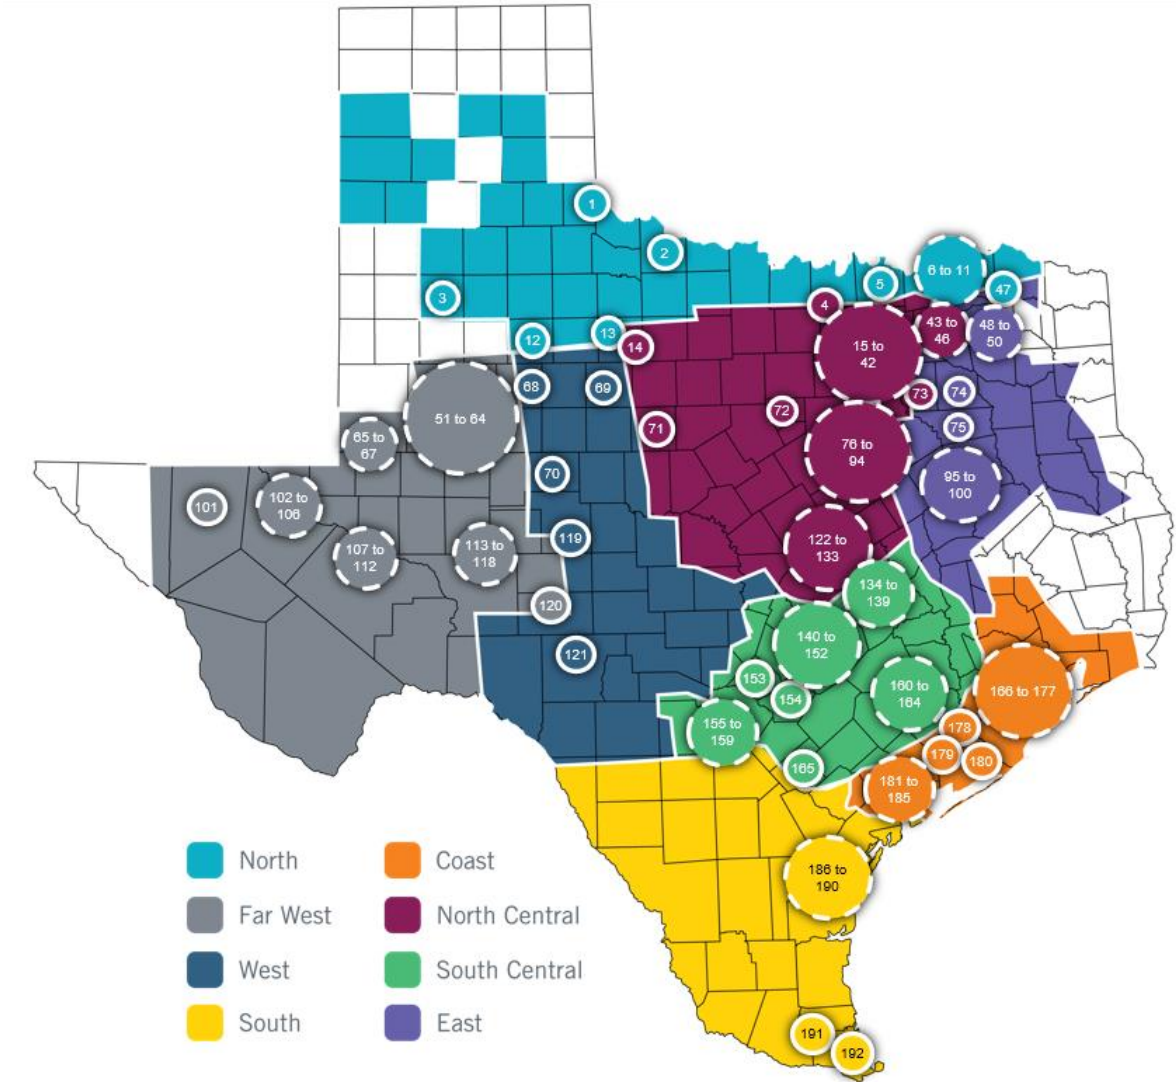 1
2
3
5
6 to 11
47
4
12
13
14
15 to
42
43 to
46
48 to
50
68
69
51 to 64
65 to
67
71
72
73
74
75
76 to
94
70
95 to
100
101
102 to
106
107 to
112
113 to
118
119
120
121
122 to
133
134 to
139
140 to
152
153
154
155 to
159
160 to
164
165
166 to 177
178
179
180
181 to
185
186 to
190
191
192
North
Far West
West
South
Coast
North Central
South Central
East